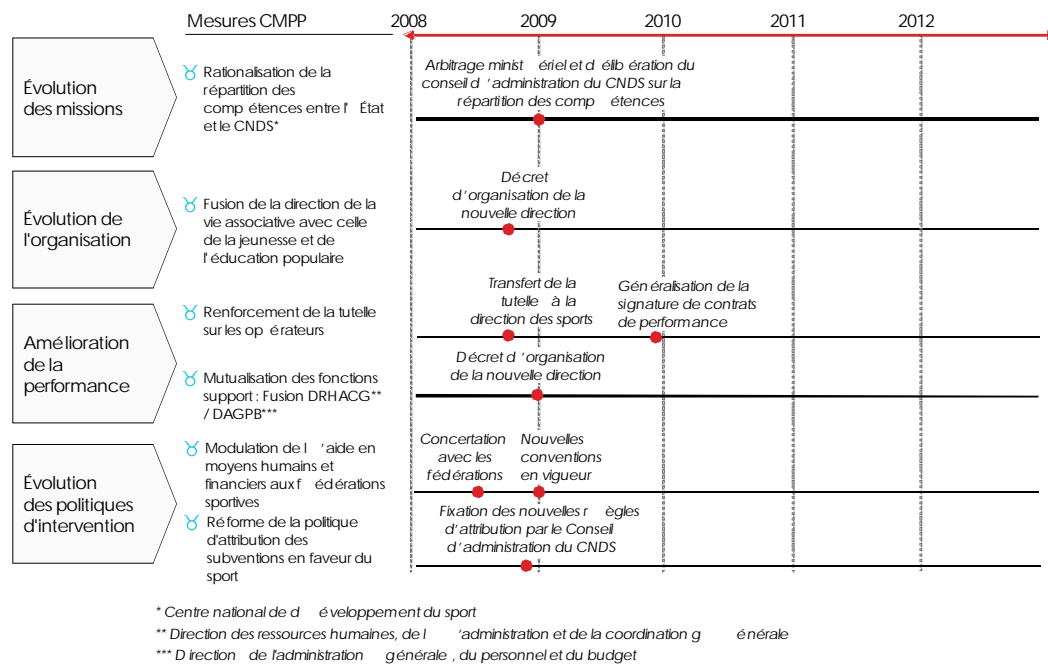 Mesures CMPP
2008
2009
2010
2011
2012
Évolution
des missions
Rationalisation de la
répartition des
compétences entre l'État
et le CNDS*
Arbitrage ministériel et délibération du
conseil d'administration du CNDS sur la
répartition des compétences
Évolution de
l'organisation
Fusion de la direction de la
vie associative avec celle
de la jeunesse et de
l'éducation populaire
Décret
d'organisation de la
nouvelle direction
Amélioration
de la
performance
Renforcement de la tutelle
sur les opérateurs
Transfert de la
tutelle à la
direction des sports
Généralisation de la
signature de contrats
de performance
Mutualisation des fonctions
support : Fusion DRHACG**
/ DAGPB***
Décret d'organisation
de la nouvelle direction
Évolution
des politiques
d'intervention
Modulation de l'aide en
moyens humains et
financiers aux fédérations
sportives
Concertation
avec les
fédérations
Nouvelles
conventions
en vigueur
Réforme de la politique
d'attribution des
subventions en faveur du
sport
Fixation des nouvelles règles
d'attribution par le Conseil
d'administration du CNDS
* Centre national de développement du sport
** Direction des ressources humaines, de l'administration et de la coordination générale
*** Direction de l'administration générale, du personnel et du budget